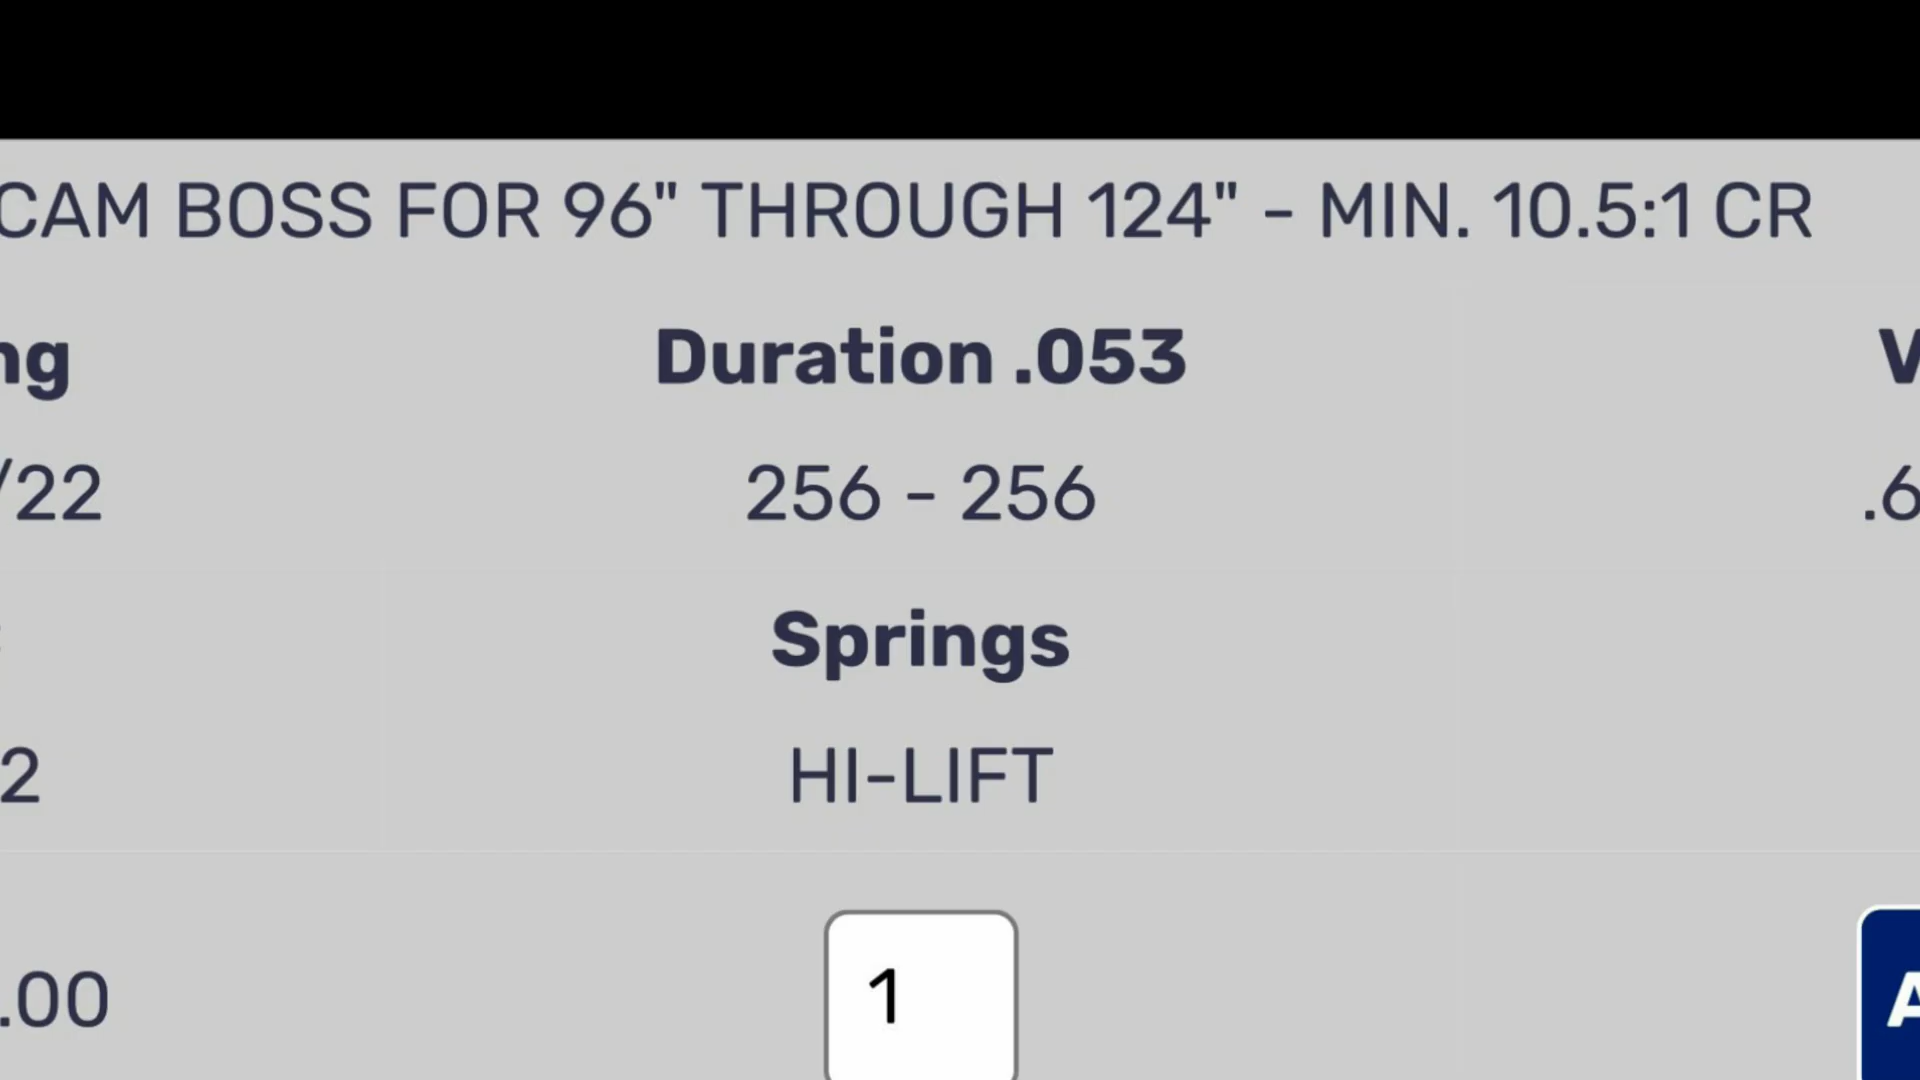 CAM BOSS FOR 96" THROUGH 124" - MIN. 10.5:1 CR
Duration .053
/22 256 - 256 .6
Springs
2 HI-LIFT
.00 1